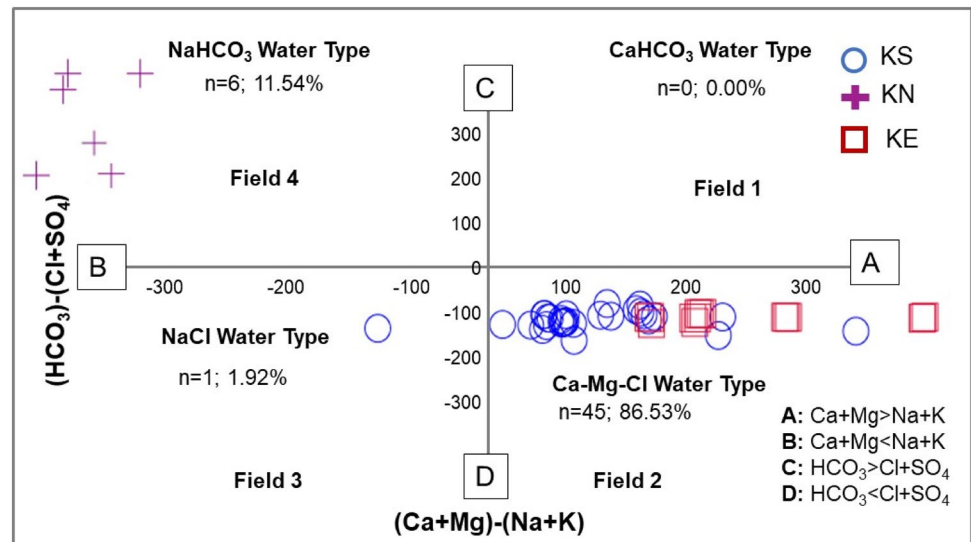 NaHCO₃ Water Type
n=6; 11.54%
CaHCO₃ Water Type
n=0; 0.00%
KS
KN
KE
C
300
200
100
0
Field 4
Field 1
(HCO₃)-(Cl+SO₄)
B
A
-300
-200
-100
100
200
300
-100
-200
-300
NaCl Water Type
n=1; 1.92%
Ca-Mg-Cl Water Type
n=45; 86.53%
A: Ca+Mg>Na+K
B: Ca+Mg<Na+K
C: HCO₃>Cl+SO₄
D: HCO₃<Cl+SO₄
Field 3
D
Field 2
(Ca+Mg)-(Na+K)